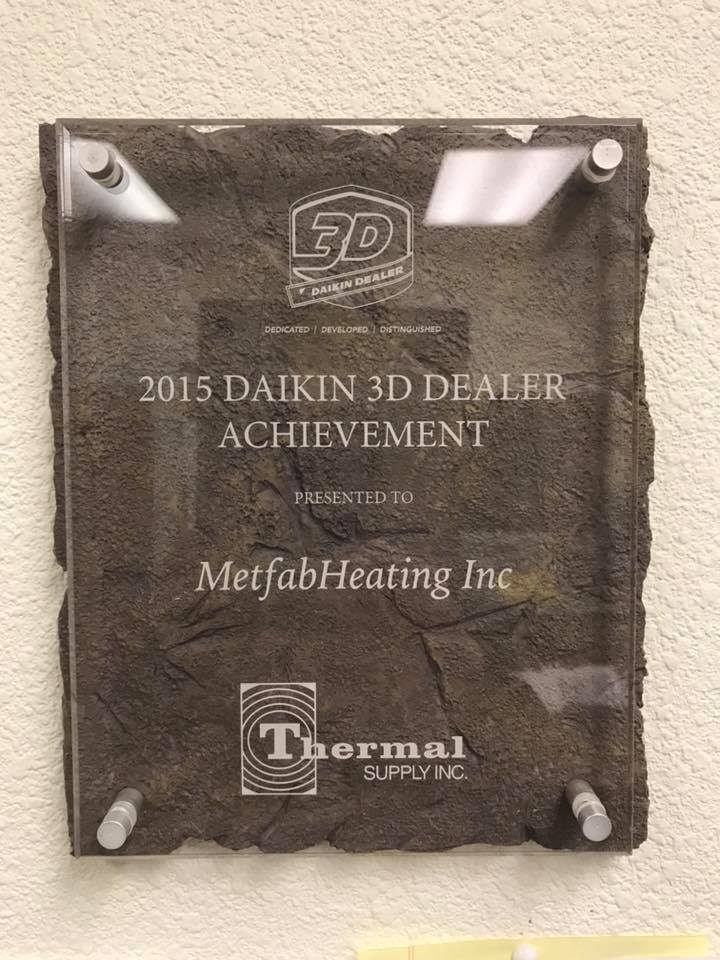 3D
DAIKIN DEALER
DEDICATED | DEVELOPED | DISTINGUISHED
2015 DAIKIN 3D DEALER
ACHIEVEMENT
PRESENTED TO
MetfabHeating Inc
Thermal
SUPPLY INC.